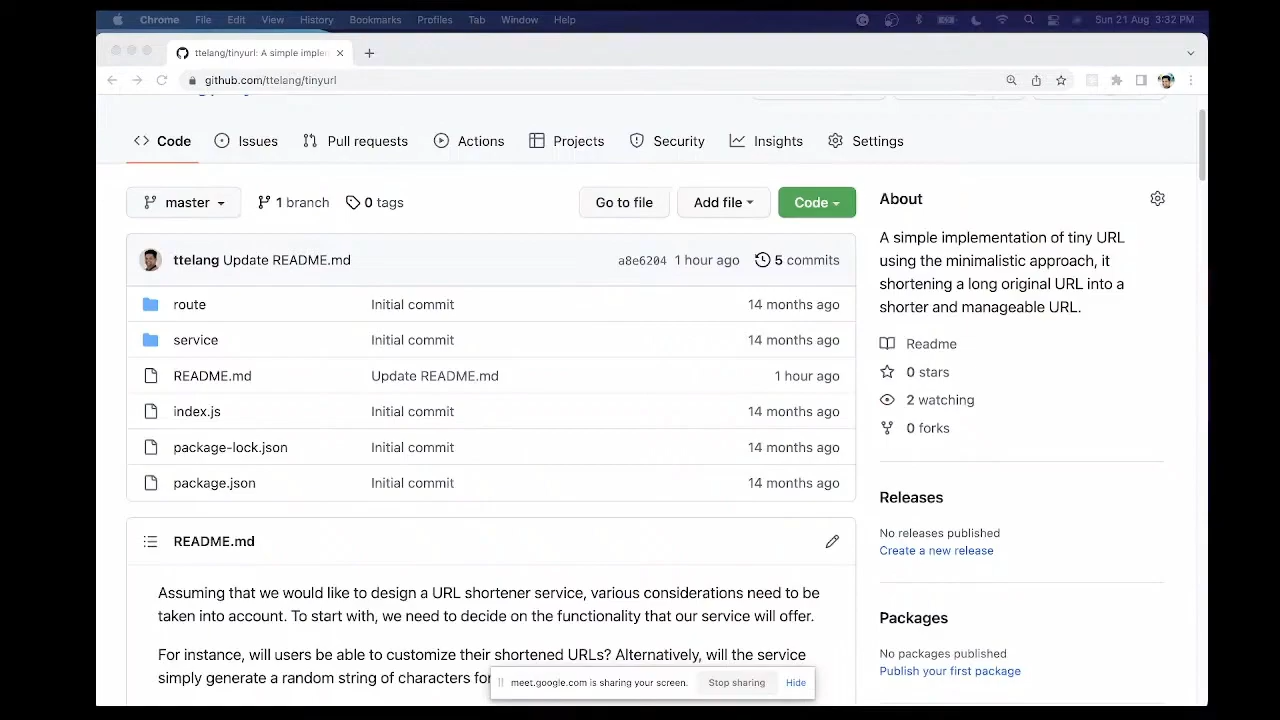 Chrome File Edit View History Bookmarks Profiles Tab Window Help Sun 21 Aug 3:32 PM
ttelang/tinyurl: A simple imple
github.com/ttelang/tinyurl
Code Issues Pull requests Actions Projects Security Insights Settings
master 1 branch 0 tags Go to file Add file Code
ttelang Update README.md a8e6204 1 hour ago 5 commits
route Initial commit 14 months ago
service Initial commit 14 months ago
README.md Update README.md 1 hour ago
index.js Initial commit 14 months ago
package-lock.json Initial commit 14 months ago
package.json Initial commit 14 months ago
README.md
Assuming that we would like to design a URL shortener service, various considerations need to be
taken into account. To start with, we need to decide on the functionality that our service will offer.
For instance, will users be able to customize their shortened URLs? Alternatively, will the service
simply generate a random string of characters for
meet.google.com is sharing your screen. Stop sharing Hide
About
A simple implementation of tiny URL
using the minimalistic approach, it
shortening a long original URL into a
shorter and manageable URL.
Readme
0 stars
2 watching
0 forks
Releases
No releases published
Create a new release
Packages
No packages published
Publish your first package